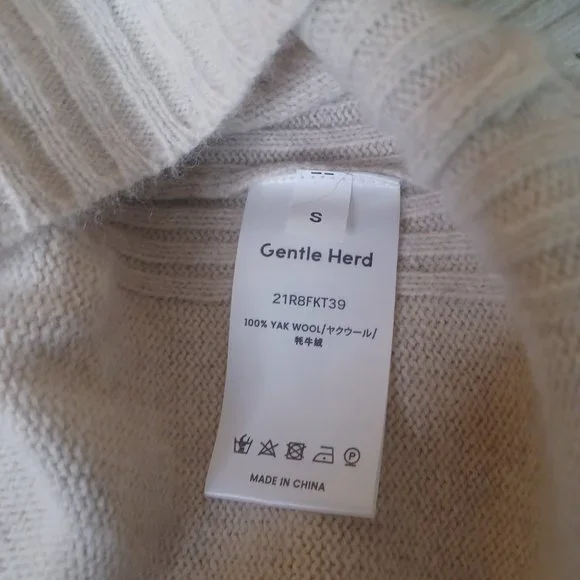 S
Gentle Herd
21R8FKT39
100% YAK WOOL/ヤクウール/
牦牛绒
MADE IN CHINA